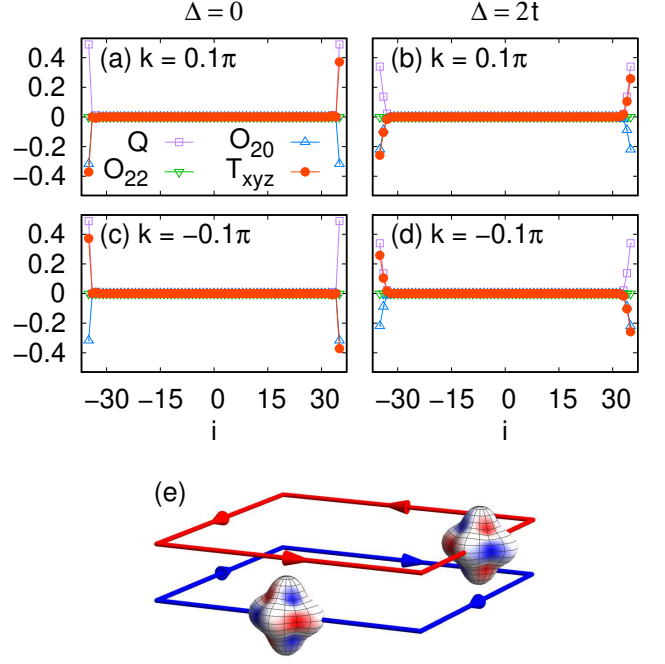 Δ = 0
Δ = 2t
0.4
0.2
0
−0.2
−0.4
(a) k = 0.1π
Q
O20
O22
Txyz
(b) k = 0.1π
0.4
0.2
0
−0.2
−0.4
(c) k = −0.1π
(d) k = −0.1π
−30 −15 0 15 30
−30 −15 0 15 30
i
i
(e)